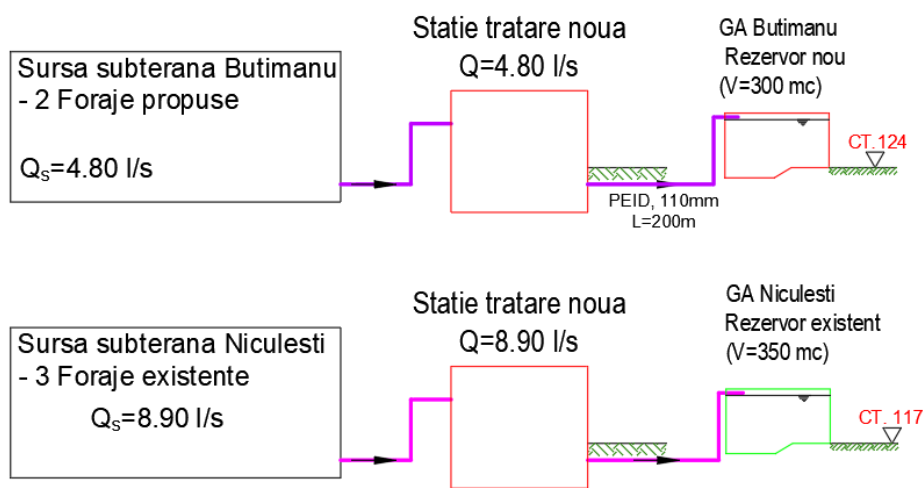 Sursa subterana Butimanu
- 2 Foraje propuse
Qs=4.80 l/s
Statie tratare noua
Q=4.80 l/s
PEID, 110mm
L=200m
GA Butimanu
Rezervor nou
(V=300 mc)
CT.124
Sursa subterana Niculesti
- 3 Foraje existente
Qs=8.90 l/s
Statie tratare noua
Q=8.90 l/s
GA Niculesti
Rezervor existent
(V=350 mc)
CT. 117